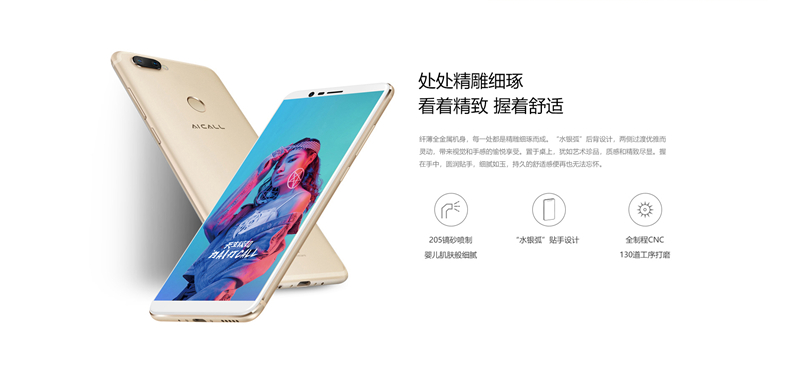 AICALL
处处精雕细琢
看着精致 握着舒适
纤薄全金属机身，每一处都是精雕细琢而成。“水银弧”后背设计，两侧过渡优雅而
灵动，带来视觉和手感的愉悦享受。置于桌上，犹如艺术珍品，质感和精致尽显。握
在手中，圆润贴手，细腻如玉，持久的舒适感便再也无法忘怀。
205镐砂喷制
婴儿肌肤般细腻
“水银弧”贴手设计
全制程CNC
130道工序打磨